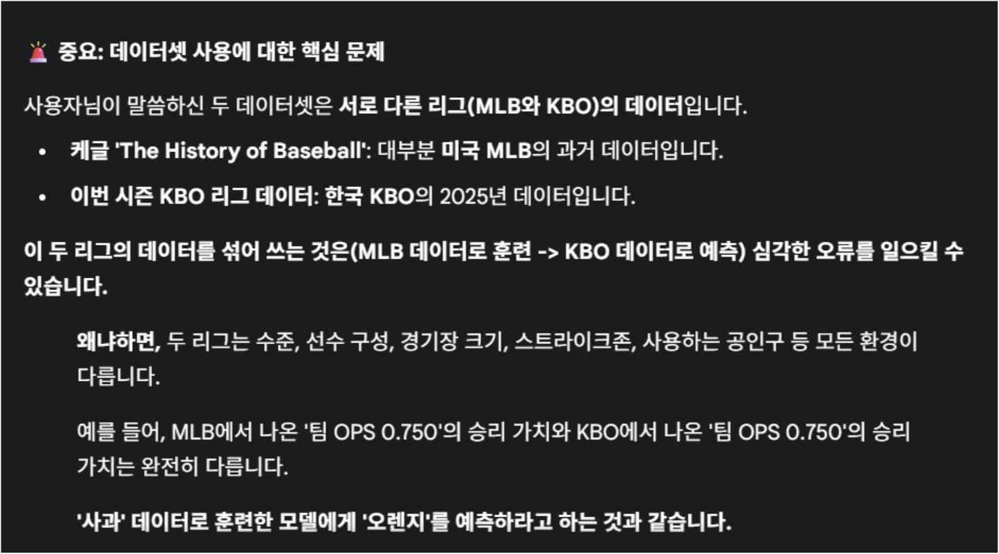 🚨 중요: 데이터셋 사용에 대한 핵심 문제
사용자님이 말씀하신 두 데이터셋은 서로 다른 리그(MLB와 KBO)의 데이터입니다.
• 케글 'The History of Baseball': 대부분 미국 MLB의 과거 데이터입니다.
• 이번 시즌 KBO 리그 데이터: 한국 KBO의 2025년 데이터입니다.
이 두 리그의 데이터를 섞어 쓰는 것은(MLB 데이터로 훈련 -> KBO 데이터로 예측) 심각한 오류를 일으킬 수
있습니다.
왜냐하면, 두 리그는 수준, 선수 구성, 경기장 크기, 스트라이크존, 사용하는 공인구 등 모든 환경이
다릅니다.
예를 들어, MLB에서 나온 '팀 OPS 0.750'의 승리 가치와 KBO에서 나온 '팀 OPS 0.750'의 승리
가치는 완전히 다릅니다.
'사과' 데이터로 훈련한 모델에게 '오렌지'를 예측하라고 하는 것과 같습니다.